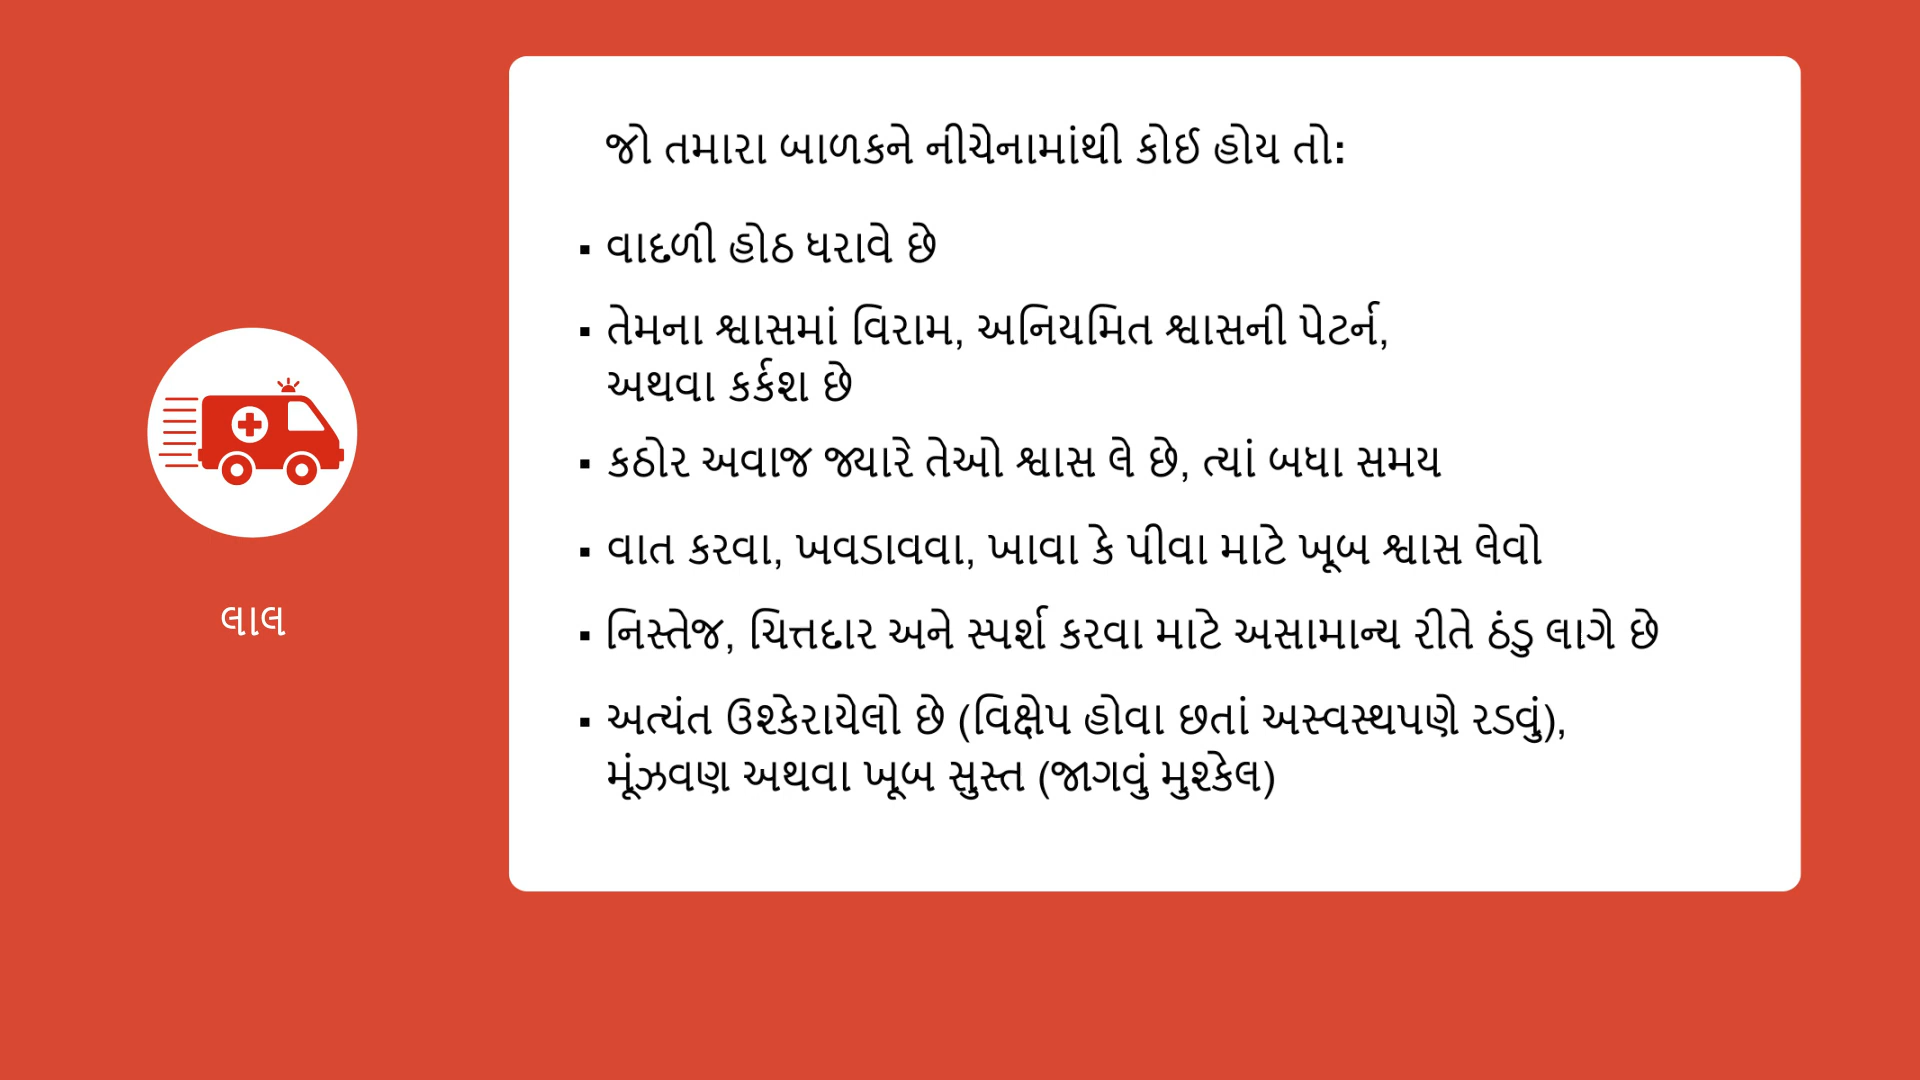 જો તમારા બાળકને નીચેનામાંથી કોઈ હોય તો:
▪ વાદળી હોઠ ધરાવે છે
▪ તેમના શ્વાસમાં વિરામ, અનિયમિત શ્વાસની પેટર્ન,
અથવા કર્કશ છે
▪ કઠોર અવાજ જ્યારે તેઓ શ્વાસ લે છે, ત્યાં બધા સમય
▪ વાત કરવા, ખવડાવવા, ખાવા કે પીવા માટે ખૂબ શ્વાસ લેવો
▪ નિસ્તેજ, ચિત્તદાર અને સ્પર્શ કરવા માટે અસામાન્ય રીતે ઠંડુ લાગે છે
▪ અત્યંત ઉશ્કેરાયેલો છે (વિક્ષેપ હોવા છતાં અસ્વસ્થપણે રડવું),
મૂંઝવણ અથવા ખૂબ સુસ્ત (જાગવું મુશ્કેલ)
લાલ